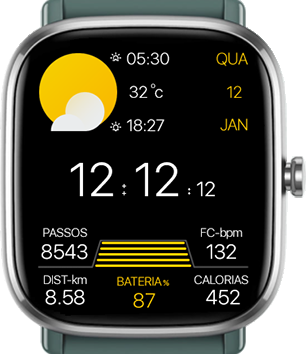 05:30 QUA
32°c 12
18:27 JAN
12:12:12
PASSOS FC-bpm
8543 132
DIST-km BATERIA% CALORIAS
8.58 87 452